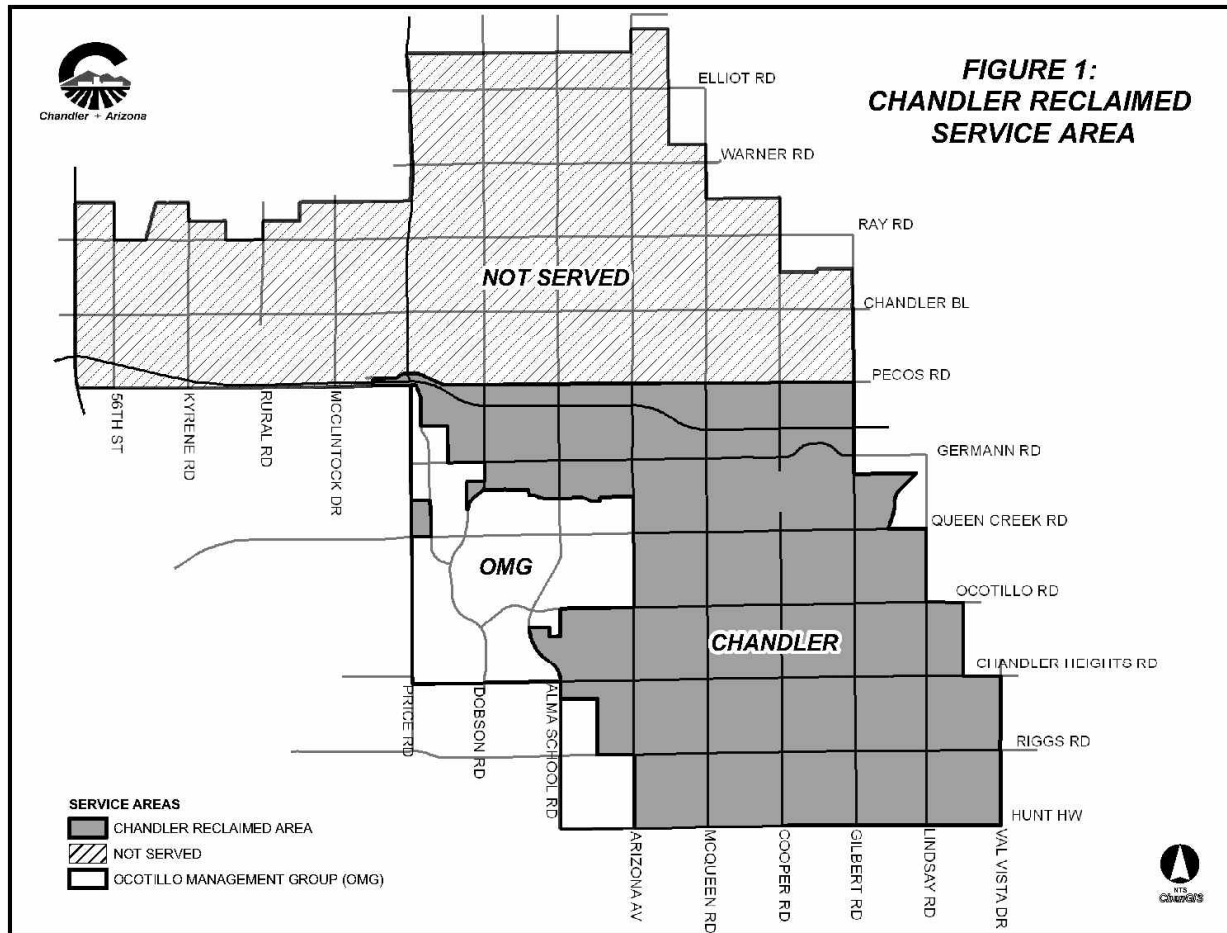 Chandler + Arizona
FIGURE 1:
CHANDLER RECLAIMED
SERVICE AREA
ELLIOT RD
WARNER RD
RAY RD
NOT SERVED
CHANDLER BL
PECOS RD
56TH ST
KYRENE RD
RURAL RD
MCCLINTOCK DR
GERMANN RD
QUEEN CREEK RD
OMG
OCOTILLO RD
CHANDLER
CHANDLER HEIGHTS RD
PRICE RD
DOBSON RD
ALMA SCHOOL RD
RIGGS RD
HUNT HW
ARIZONA AV
MCQUEEN RD
COOPER RD
GILBERT RD
LINDSAY RD
VAL VISTA DR
SERVICE AREAS
CHANDLER RECLAIMED AREA
NOT SERVED
OCOTILLO MANAGEMENT GROUP (OMG)
NTS
ChanGIS